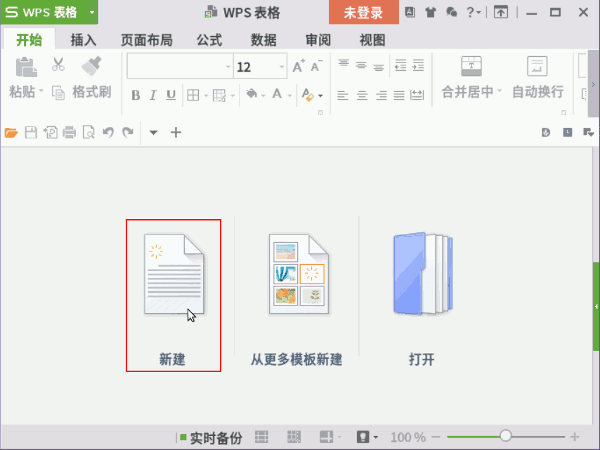 S WPS 表格 WPS 表格 未登录 ?
开始 插入 页面布局 公式 数据 审阅 视图
粘贴 格式刷 12 A+ A- B I U A 合并居中 自动换行
新建 从更多模板新建 打开
实时备份 100 %